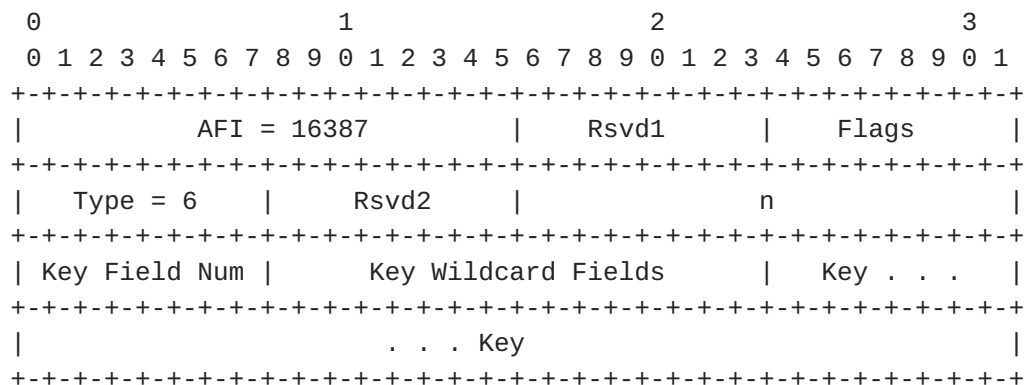 0                   1                   2                   3
0 1 2 3 4 5 6 7 8 9 0 1 2 3 4 5 6 7 8 9 0 1 2 3 4 5 6 7 8 9 0 1
+-+-+-+-+-+-+-+-+-+-+-+-+-+-+-+-+-+-+-+-+-+-+-+-+-+-+-+-+-+-+-+-+
|           AFI = 16387         |    Rsvd1      |    Flags      |
+-+-+-+-+-+-+-+-+-+-+-+-+-+-+-+-+-+-+-+-+-+-+-+-+-+-+-+-+-+-+-+-+
|   Type = 6    |     Rsvd2     |               n               |
+-+-+-+-+-+-+-+-+-+-+-+-+-+-+-+-+-+-+-+-+-+-+-+-+-+-+-+-+-+-+-+-+
| Key Field Num |      Key Wildcard Fields      |   Key . . .   |
+-+-+-+-+-+-+-+-+-+-+-+-+-+-+-+-+-+-+-+-+-+-+-+-+-+-+-+-+-+-+-+-+
|                       . . . Key                               |
+-+-+-+-+-+-+-+-+-+-+-+-+-+-+-+-+-+-+-+-+-+-+-+-+-+-+-+-+-+-+-+-+